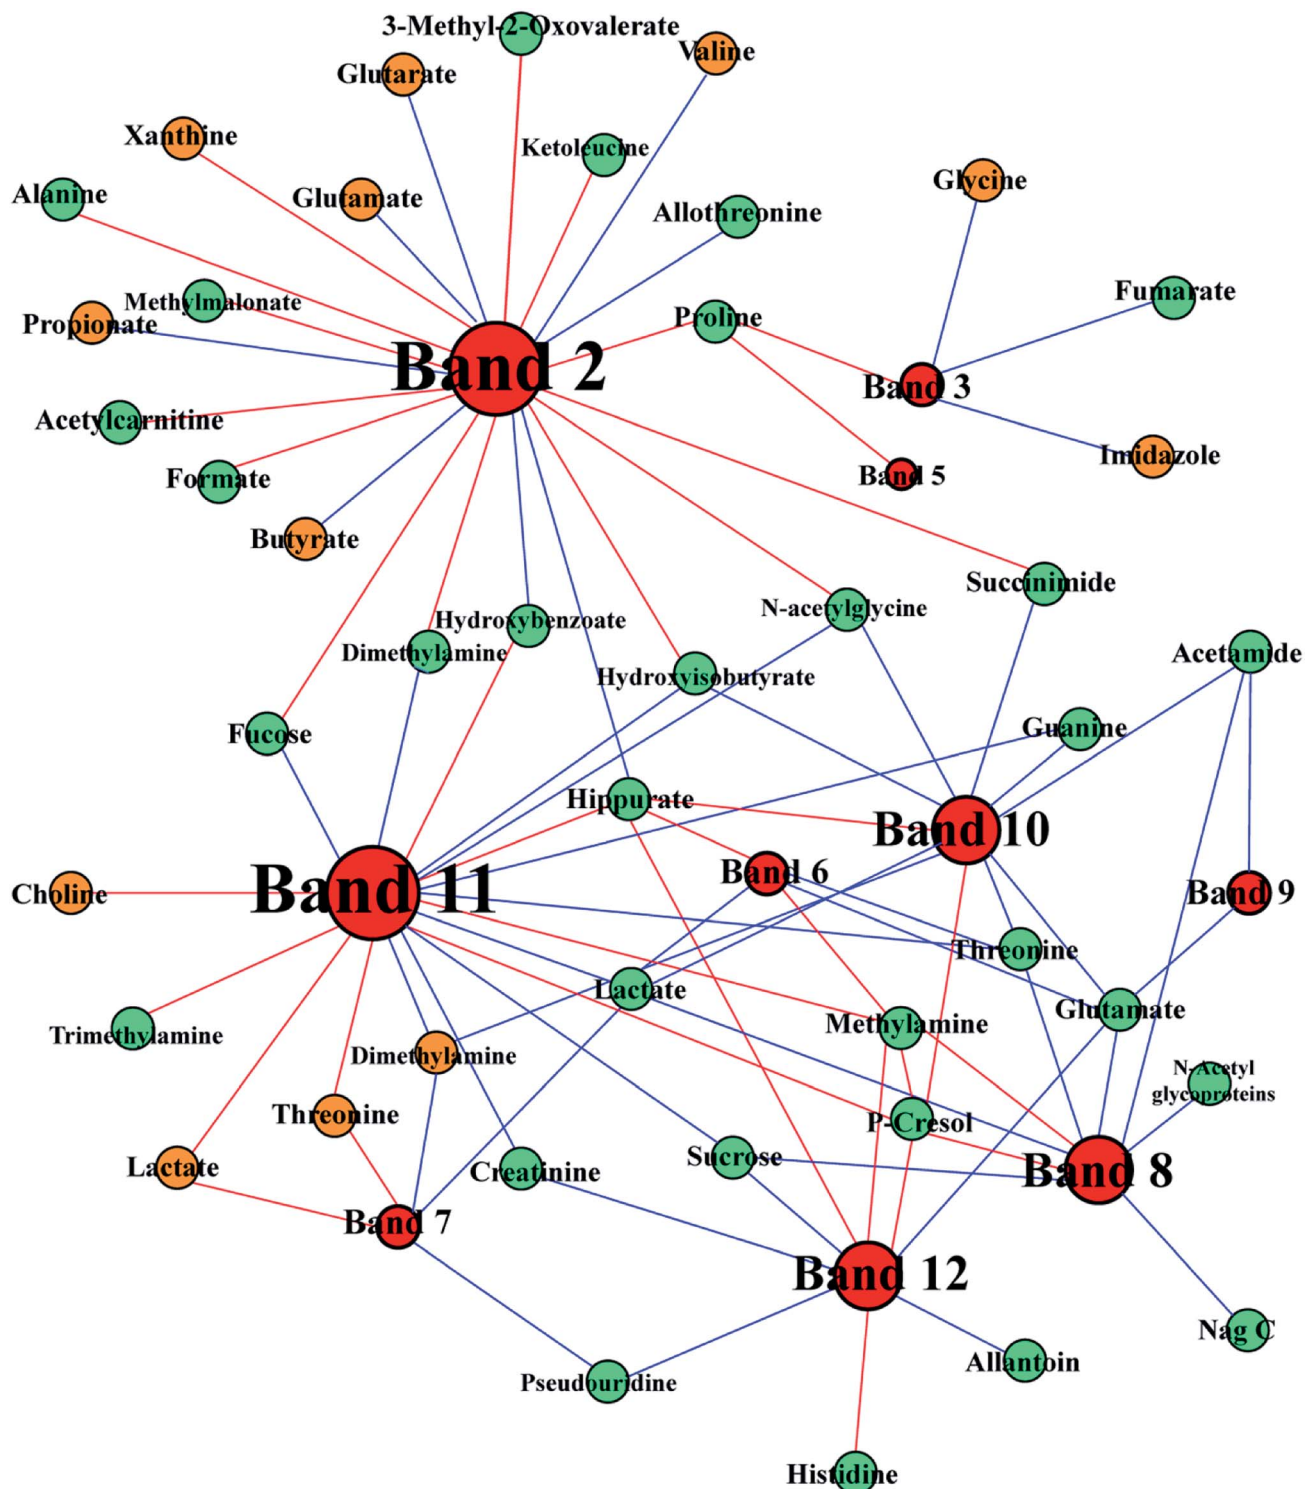 3-Methyl-2-Oxovalerate
Valine
Glutarate
Xanthine
Ketoleucine
Alanine
Glutamate
Allothreonine
Glycine
Methylmalonate
Propionate
Proline
Fumarate
Band 2
Band 3
Acetylcarnitine
Imidazole
Formate
Band 5
Butyrate
Succinimide
N-acetylglycine
Hydroxybenzoate
Dimethylamine
Acetamide
Hydroxyisobutyrate
Fucose
Guanine
Hippurate
Band 10
Band 6
Choline
Band 11
Band 9
Threonine
Lactate
Glutamate
Methylamine
Trimethylamine
Dimethylamine
N-Acetyl
glycoproteins
Threonine
P-Cresol
Lactate
Creatinine
Sucrose
Band 8
Band 7
Band 12
Nag C
Allantoin
Pseudouridine
Histidine